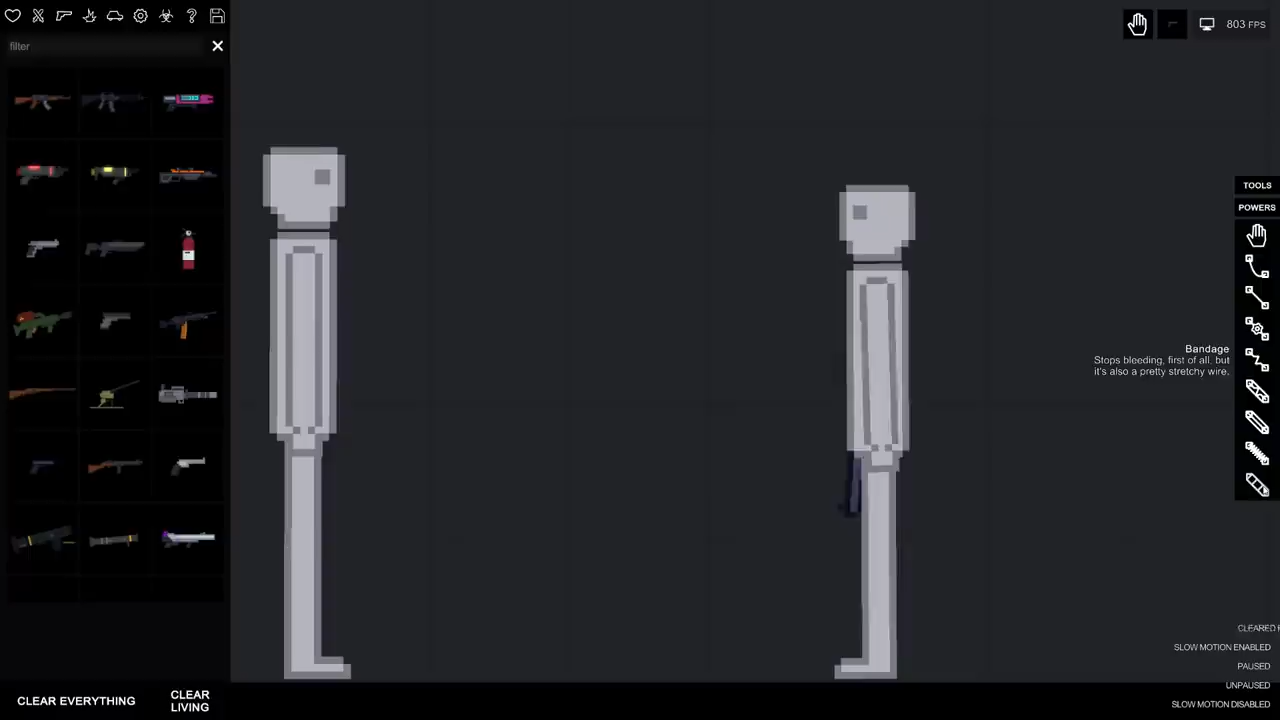 803 FPS
filter
TOOLS
POWERS
Bandage
Stops bleeding, first of all, but
it's also a pretty stretchy wire.
CLEARED
SLOW MOTION ENABLED
PAUSED
UNPAUSED
SLOW MOTION DISABLED
CLEAR EVERYTHING
CLEAR
LIVING